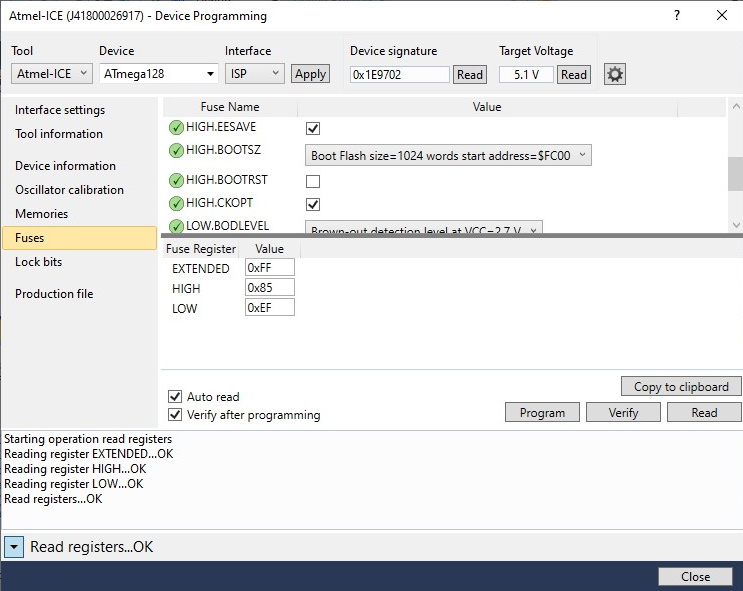 Atmel-ICE (J41800026917) - Device Programming
?
Tool Device Interface Device signature Target Voltage
Atmel-ICE ATmega128 ISP Apply 0x1E9702 Read 5.1 V Read
Interface settings
Tool information
Device information
Oscillator calibration
Memories
Fuses
Lock bits
Production file
Fuse Name Value
HIGH.EESAVE
HIGH.BOOTSZ Boot Flash size=1024 words start address=$FC00
HIGH.BOOTRST
HIGH.CKOPT
LOW.BODLEVEL Brown-out detection level at VCC=2.7 V
Fuse Register Value
EXTENDED 0xFF
HIGH 0x85
LOW 0xEF
Copy to clipboard
Auto read
Verify after programming
Program Verify Read
Starting operation read registers
Reading register EXTENDED...OK
Reading register HIGH...OK
Reading register LOW...OK
Read registers...OK
Read registers...OK
Close